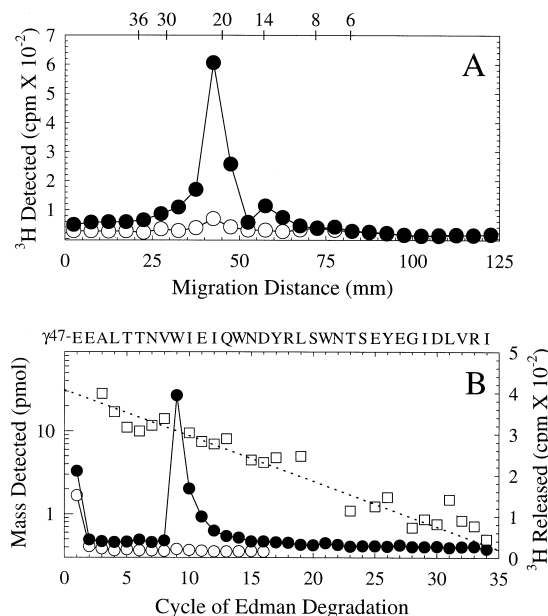 36 30 20 14 8 6
7
6
5
4
3
2
1
A
³H Detected (cpm X 10⁻²)
0 25 50 75 100 125
Migration Distance (mm)
γ47-EEALTTNVWIEIQWNDYRLSWNTSEYEGIDLVRI
B
10
1
Mass Detected (pmol)
5
4
3
2
1
0
³H Released (cpm X 10⁻²)
0 5 10 15 20 25 30 35
Cycle of Edman Degradation